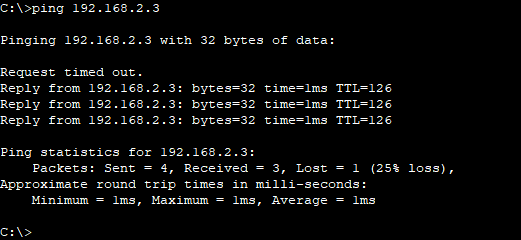 C:\>ping 192.168.2.3
Pinging 192.168.2.3 with 32 bytes of data:
Request timed out.
Reply from 192.168.2.3: bytes=32 time=1ms TTL=126
Reply from 192.168.2.3: bytes=32 time=1ms TTL=126
Reply from 192.168.2.3: bytes=32 time=1ms TTL=126
Ping statistics for 192.168.2.3:
    Packets: Sent = 4, Received = 3, Lost = 1 (25% loss),
Approximate round trip times in milli-seconds:
    Minimum = 1ms, Maximum = 1ms, Average = 1ms
C:\>